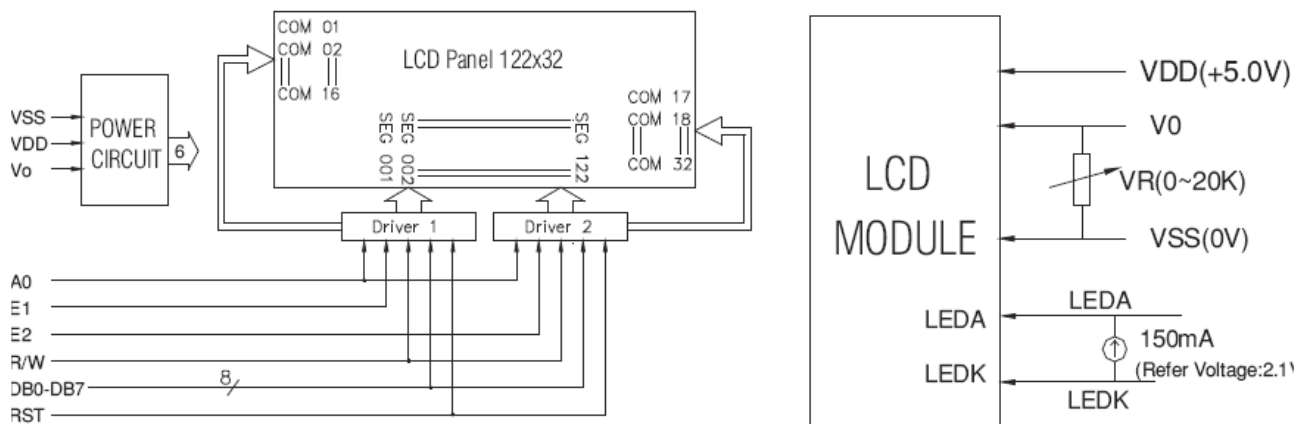 COM 01
COM 02
COM 16
LCD Panel 122x32
COM 17
COM 18
COM 32
SEG 001
SEG 002
SEG 122
VSS
VDD
Vo
POWER
CIRCUIT
6
Driver 1
Driver 2
A0
E1
E2
R/W
DB0-DB7
8
RST
LCD
MODULE
VDD(+5.0V)
V0
VR(0~20K)
VSS(0V)
LEDA
LEDA
150mA
(Refer Voltage:2.1V
LEDK
LEDK